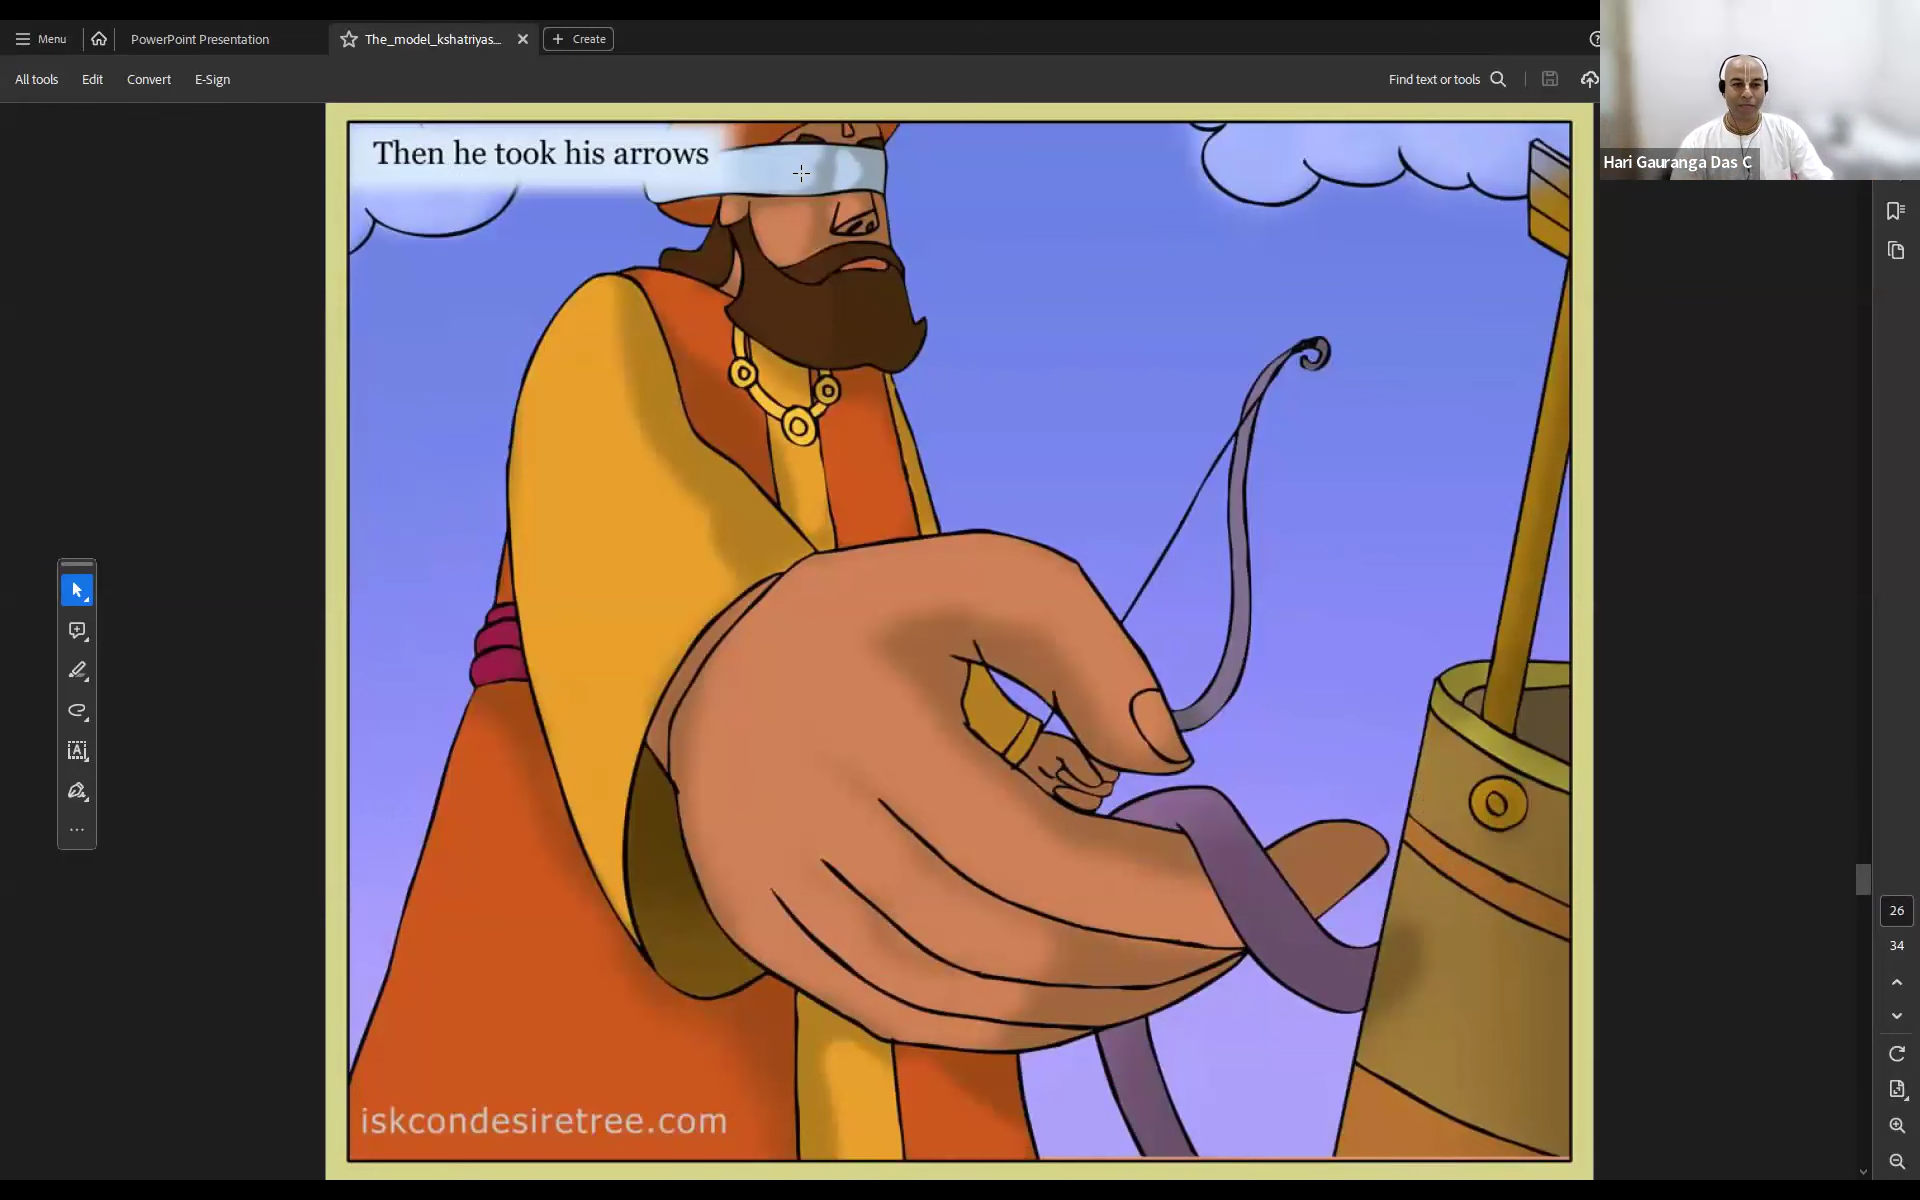 Menu
PowerPoint Presentation
The_model_kshatriyas...
Create
All tools
Edit
Convert
E-Sign
Find text or tools
Hari Gauranga Das C
Then he took his arrows
26
34
iskcondesiretree.com